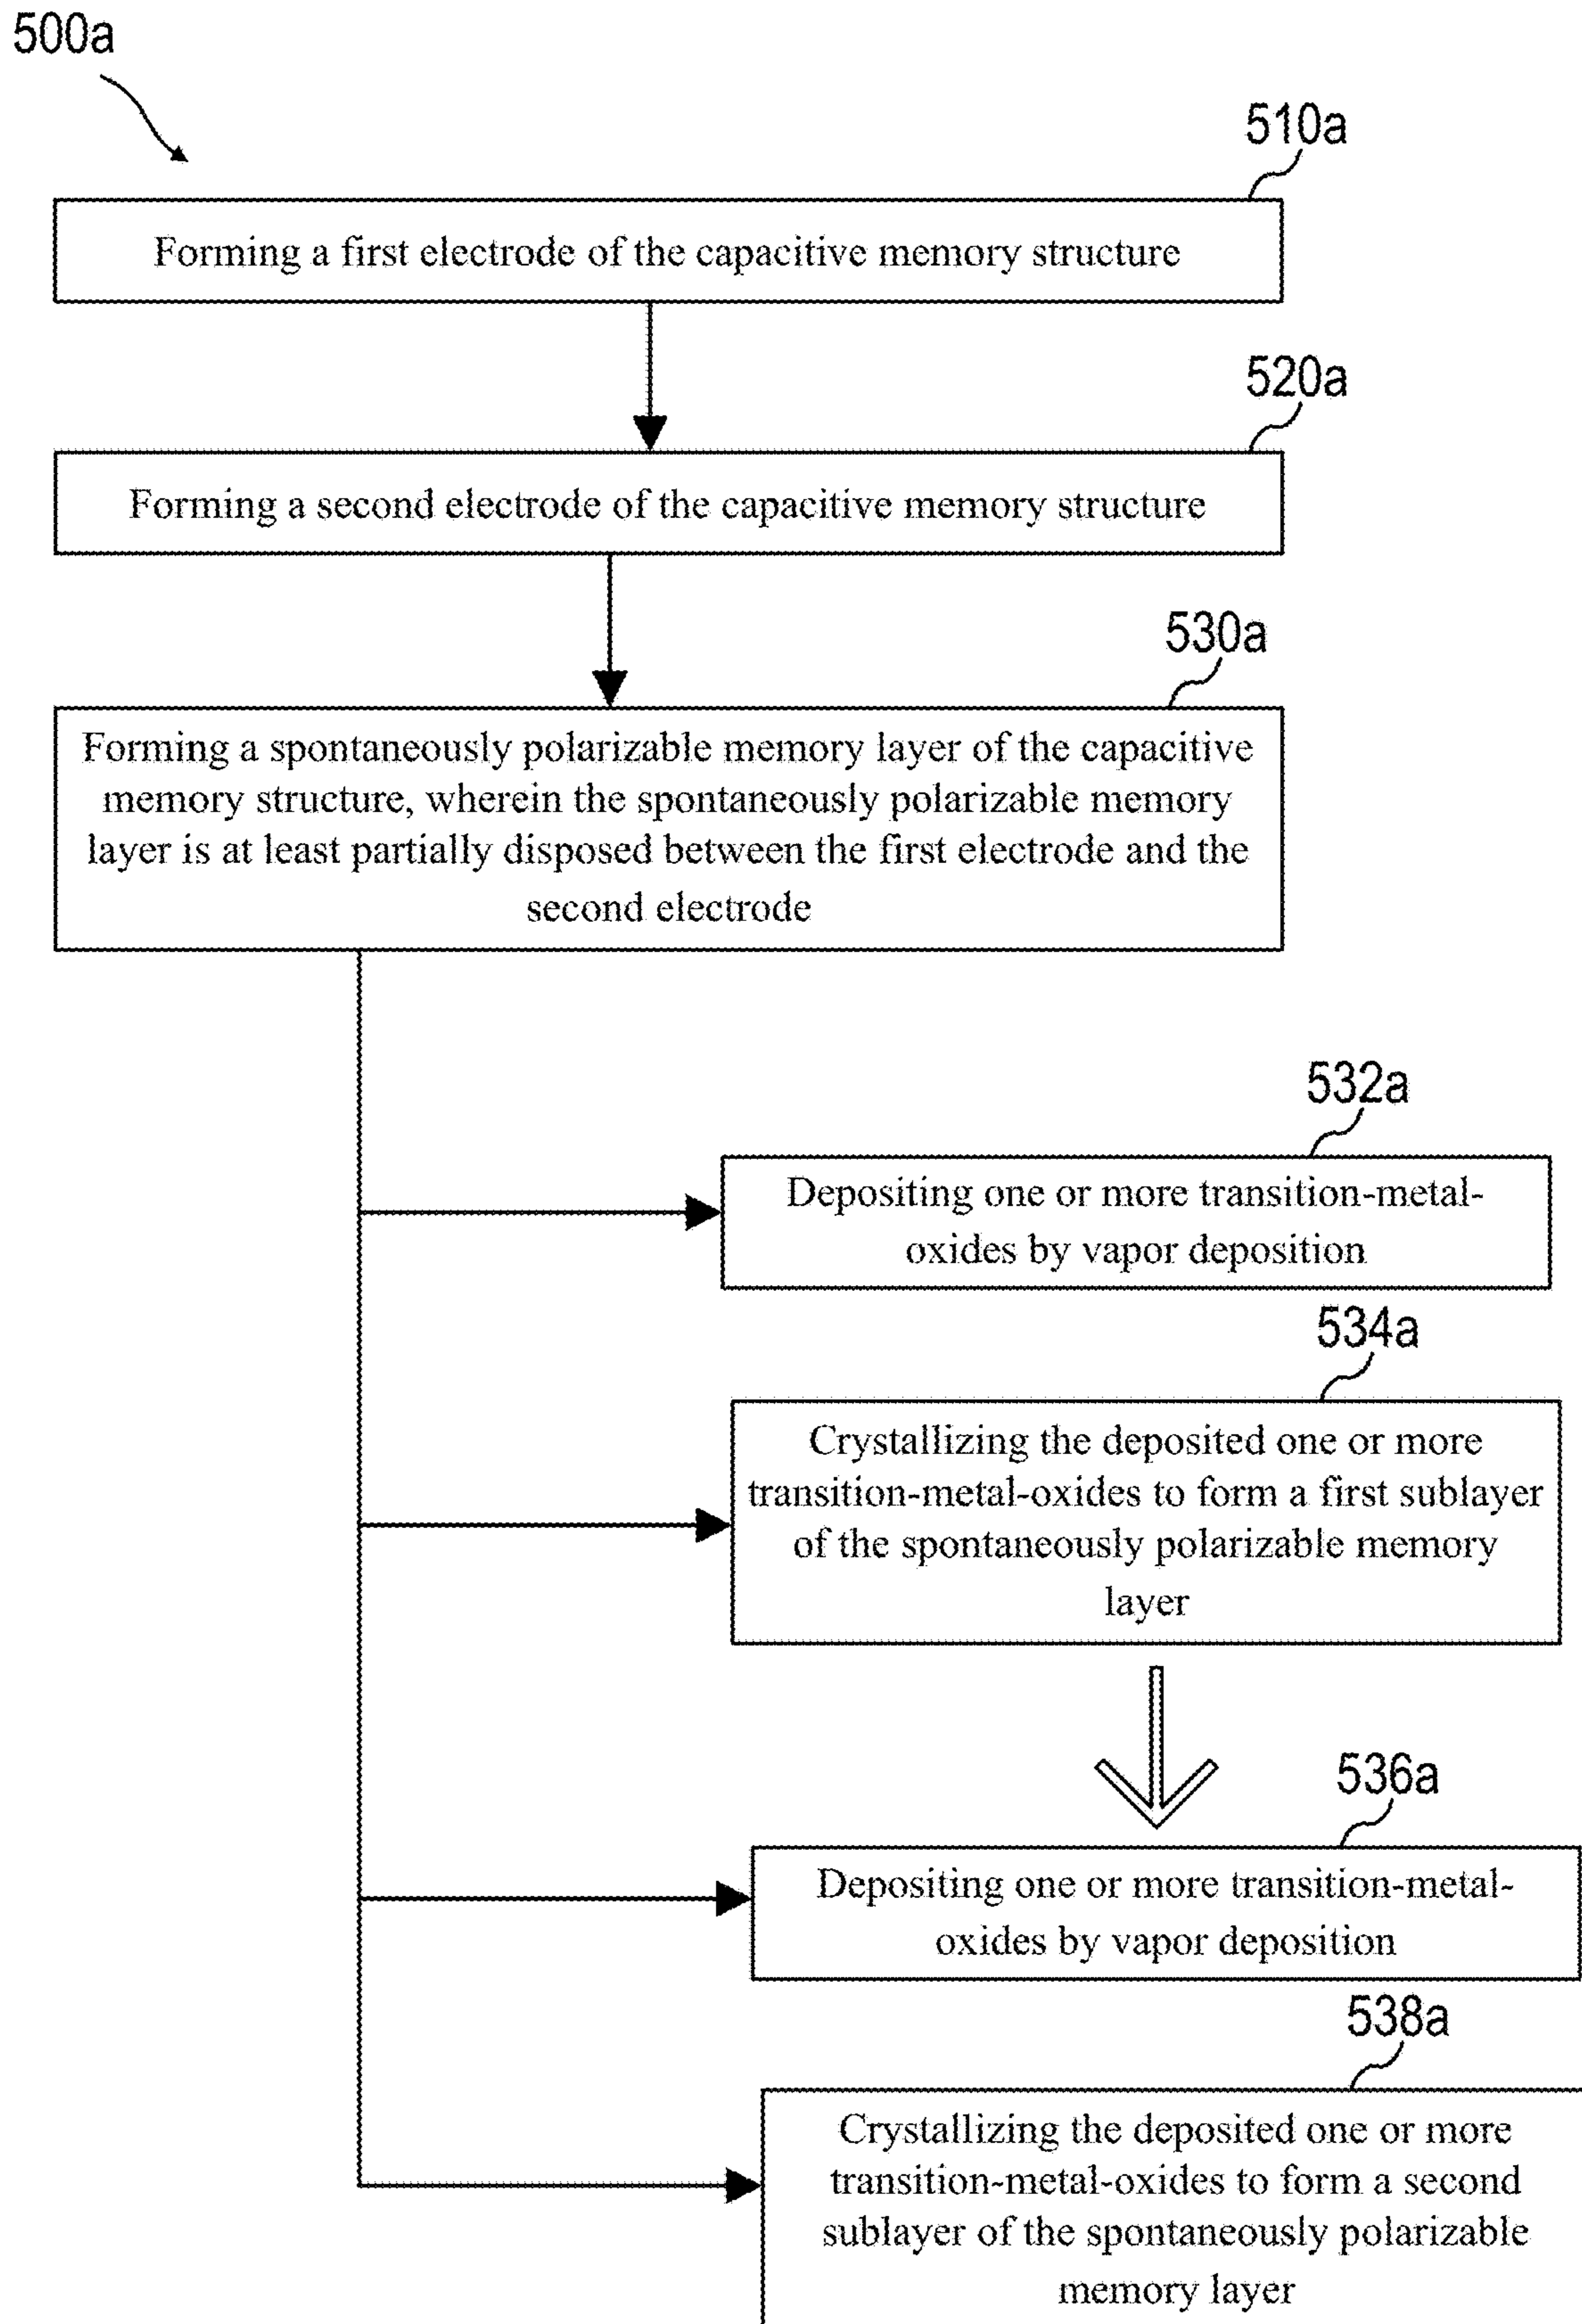 500a
510a
Forming a first electrode of the capacitive memory structure
520a
Forming a second electrode of the capacitive memory structure
530a
Forming a spontaneously polarizable memory layer of the capacitive
memory structure, wherein the spontaneously polarizable memory
layer is at least partially disposed between the first electrode and the
second electrode
532a
Depositing one or more transition-metal-
oxides by vapor deposition
534a
Crystallizing the deposited one or more
transition-metal-oxides to form a first sublayer
of the spontaneously polarizable memory
layer
536a
Depositing one or more transition-metal-
oxides by vapor deposition
538a
Crystallizing the deposited one or more
transition-metal-oxides to form a second
sublayer of the spontaneously polarizable
memory layer